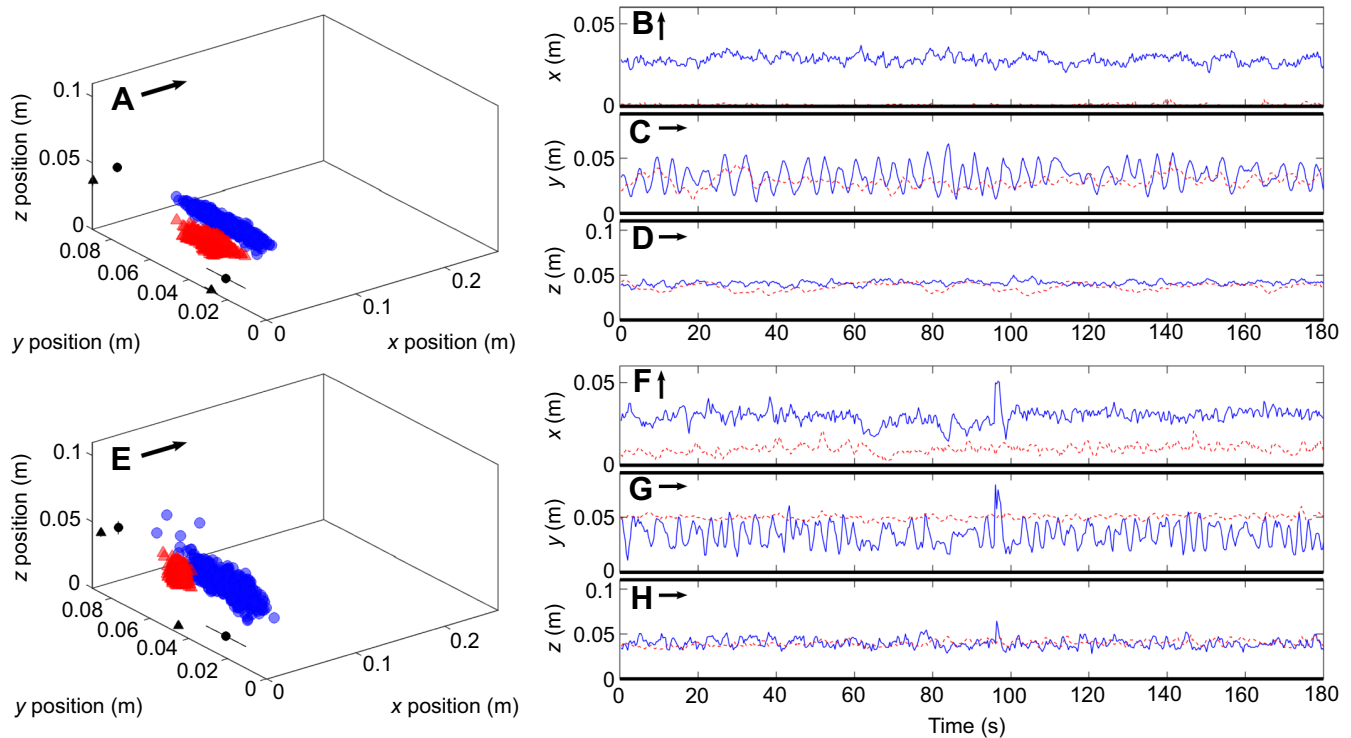 A
z position (m)
0.1
0.05
0
0.08
0.06
0.04
0.02
0
0
0.1
0.2
y position (m)
x position (m)
B
x (m)
0.05
0
C
y (m)
0.05
0
D
z (m)
0.1
0.05
0
0 20 40 60 80 100 120 140 160 180
E
z position (m)
0.1
0.05
0
0.08
0.06
0.04
0.02
0
0
0.1
0.2
y position (m)
x position (m)
F
x (m)
0.05
0
G
y (m)
0.05
0
H
z (m)
0.1
0.05
0
0 20 40 60 80 100 120 140 160 180
Time (s)